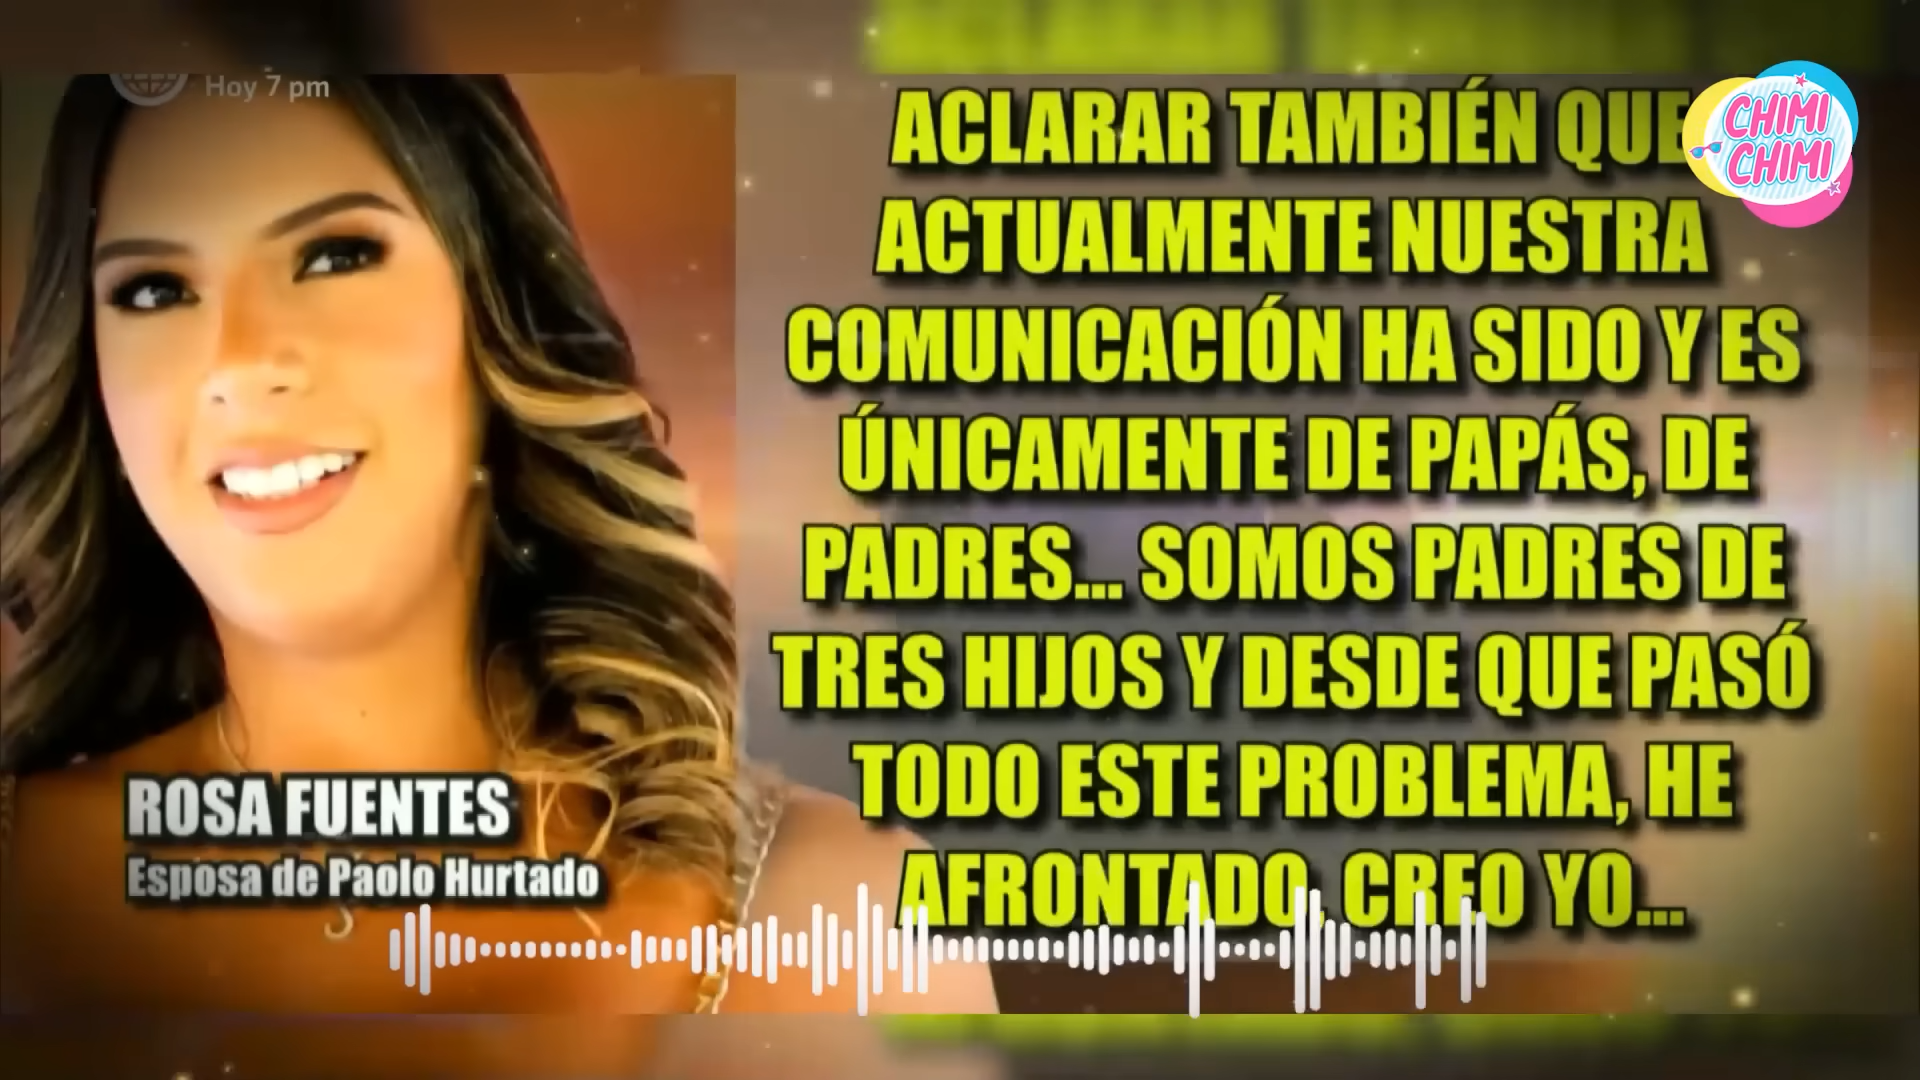 Hoy 7 pm
CHIMI
CHIMI
ACLARAR TAMBIÉN QUE
ACTUALMENTE NUESTRA
COMUNICACIÓN HA SIDO Y ES
ÚNICAMENTE DE PAPÁS, DE
PADRES... SOMOS PADRES DE
TRES HIJOS Y DESDE QUE PASÓ
TODO ESTE PROBLEMA, HE
AFRONTADO, CREO YO...
ROSA FUENTES
Esposa de Paolo Hurtado